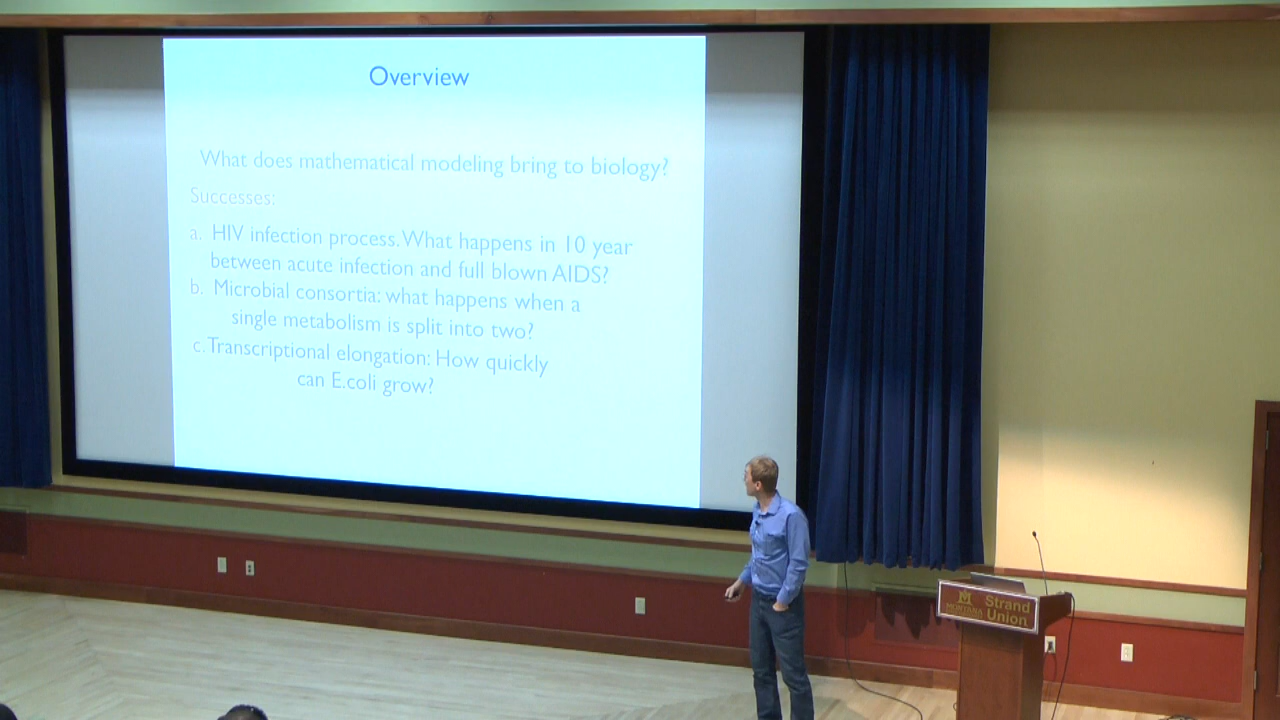 Overview
What does mathematical modeling bring to biology?
Successes:
a. HIV infection process. What happens in 10 year
between acute infection and full blown AIDS?
b. Microbial consortia: what happens when a
single metabolism is split into two?
c. Transcriptional elongation: How quickly
can E.coli grow?
M
MONTANA
Strand
Union